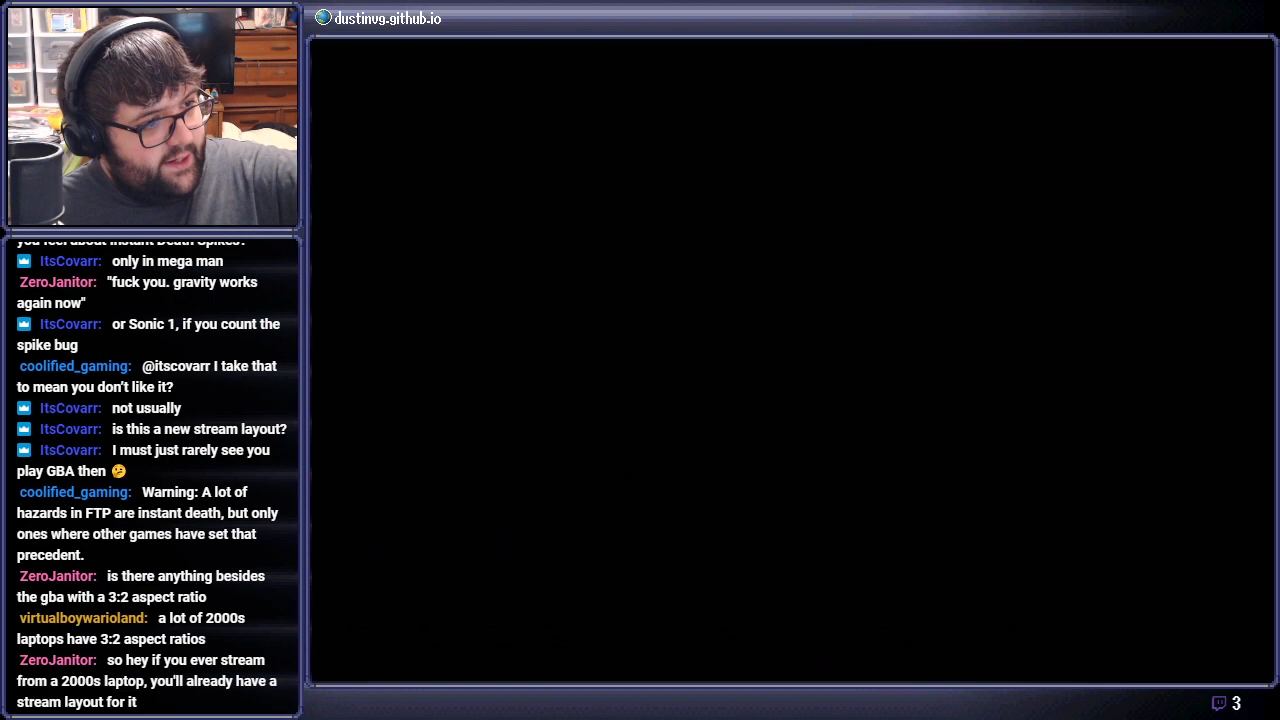 dustinvg.github.io
you feel about Instant Death Spikes?
ItsCovarr: only in mega man
ZeroJanitor: "fuck you. gravity works
again now"
ItsCovarr: or Sonic 1, if you count the
spike bug
coolified_gaming: @itscovarr I take that
to mean you don't like it?
ItsCovarr: not usually
ItsCovarr: is this a new stream layout?
ItsCovarr: I must just rarely see you
play GBA then
coolified_gaming: Warning: A lot of
hazards in FTP are instant death, but only
ones where other games have set that
precedent.
ZeroJanitor: is there anything besides
the gba with a 3:2 aspect ratio
virtualboywarioland: a lot of 2000s
laptops have 3:2 aspect ratios
ZeroJanitor: so hey if you ever stream
from a 2000s laptop, you'll already have a
stream layout for it
3